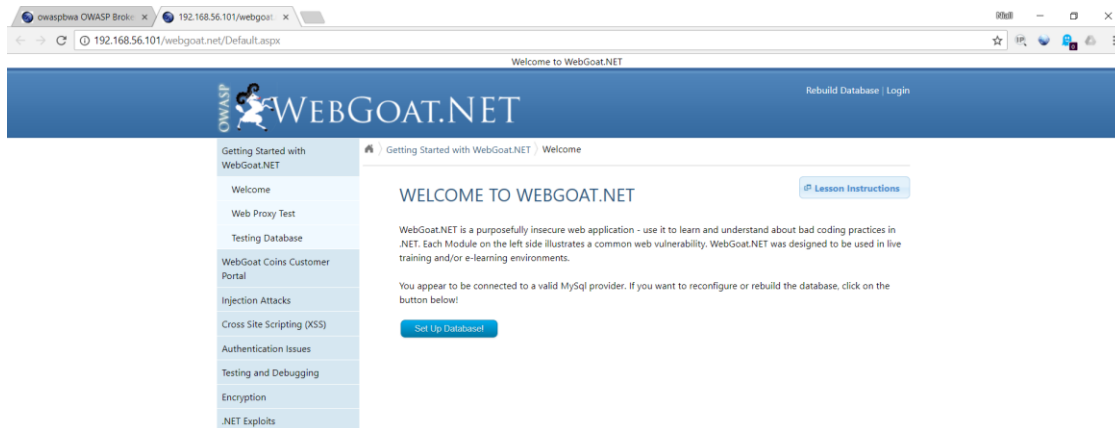 owaspbwa OWASP Broke
192.168.56.101/webgoat.
192.168.56.101/webgoat.net/Default.aspx
Welcome to WebGoat.NET
OWASP
WEBGOAT.NET
Rebuild Database | Login
Getting Started with WebGoat.NET
Welcome
Web Proxy Test
Testing Database
WebGoat Coins Customer Portal
Injection Attacks
Cross Site Scripting (XSS)
Authentication Issues
Testing and Debugging
Encryption
.NET Exploits
Getting Started with WebGoat.NET
Welcome
WELCOME TO WEBGOAT.NET
Lesson Instructions
WebGoat.NET is a purposefully insecure web application - use it to learn and understand about bad coding practices in
.NET. Each Module on the left side illustrates a common web vulnerability. WebGoat.NET was designed to be used in live
training and/or e-learning environments.
You appear to be connected to a valid MySql provider. If you want to reconfigure or rebuild the database, click on the
button below!
Set Up Database!